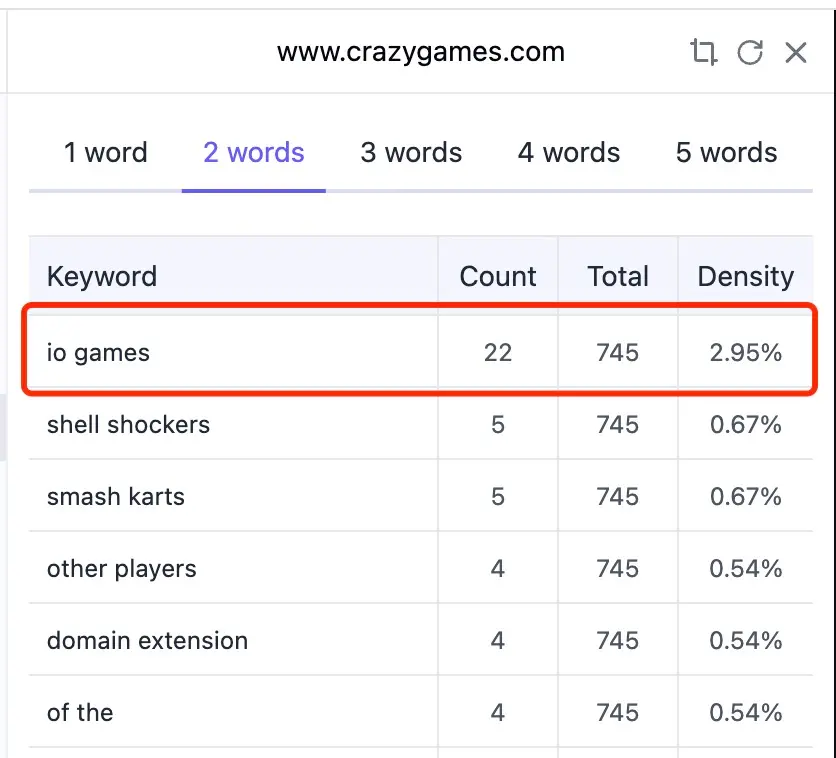 www.crazygames.com
1 word 2 words 3 words 4 words 5 words
Keyword Count Total Density
io games 22 745 2.95%
shell shockers 5 745 0.67%
smash karts 5 745 0.67%
other players 4 745 0.54%
domain extension 4 745 0.54%
of the 4 745 0.54%